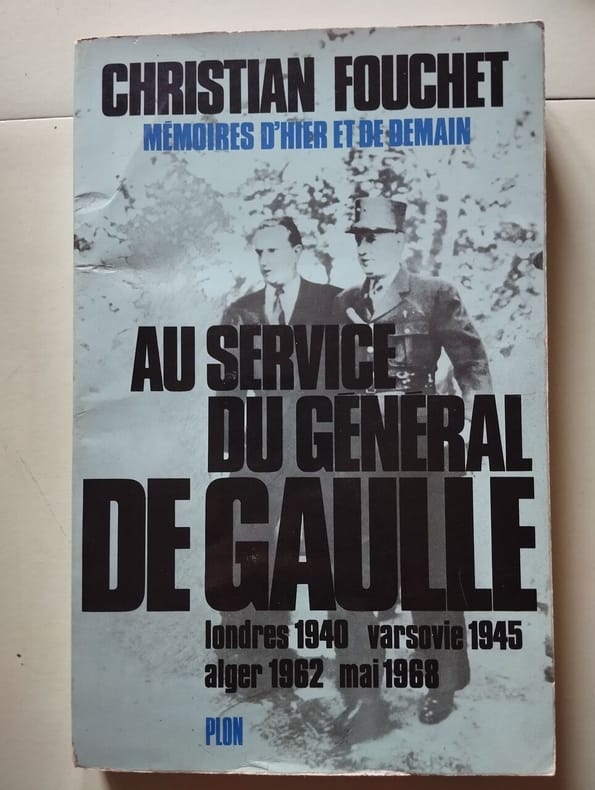 CHRISTIAN FOUCHET
MÉMOIRES D'HIER ET DE DEMAIN
AU SERVICE
DU GÉNÉRAL
DE GAULLE
londres 1940 varsovie 1945
alger 1962 mai 1968
PLON